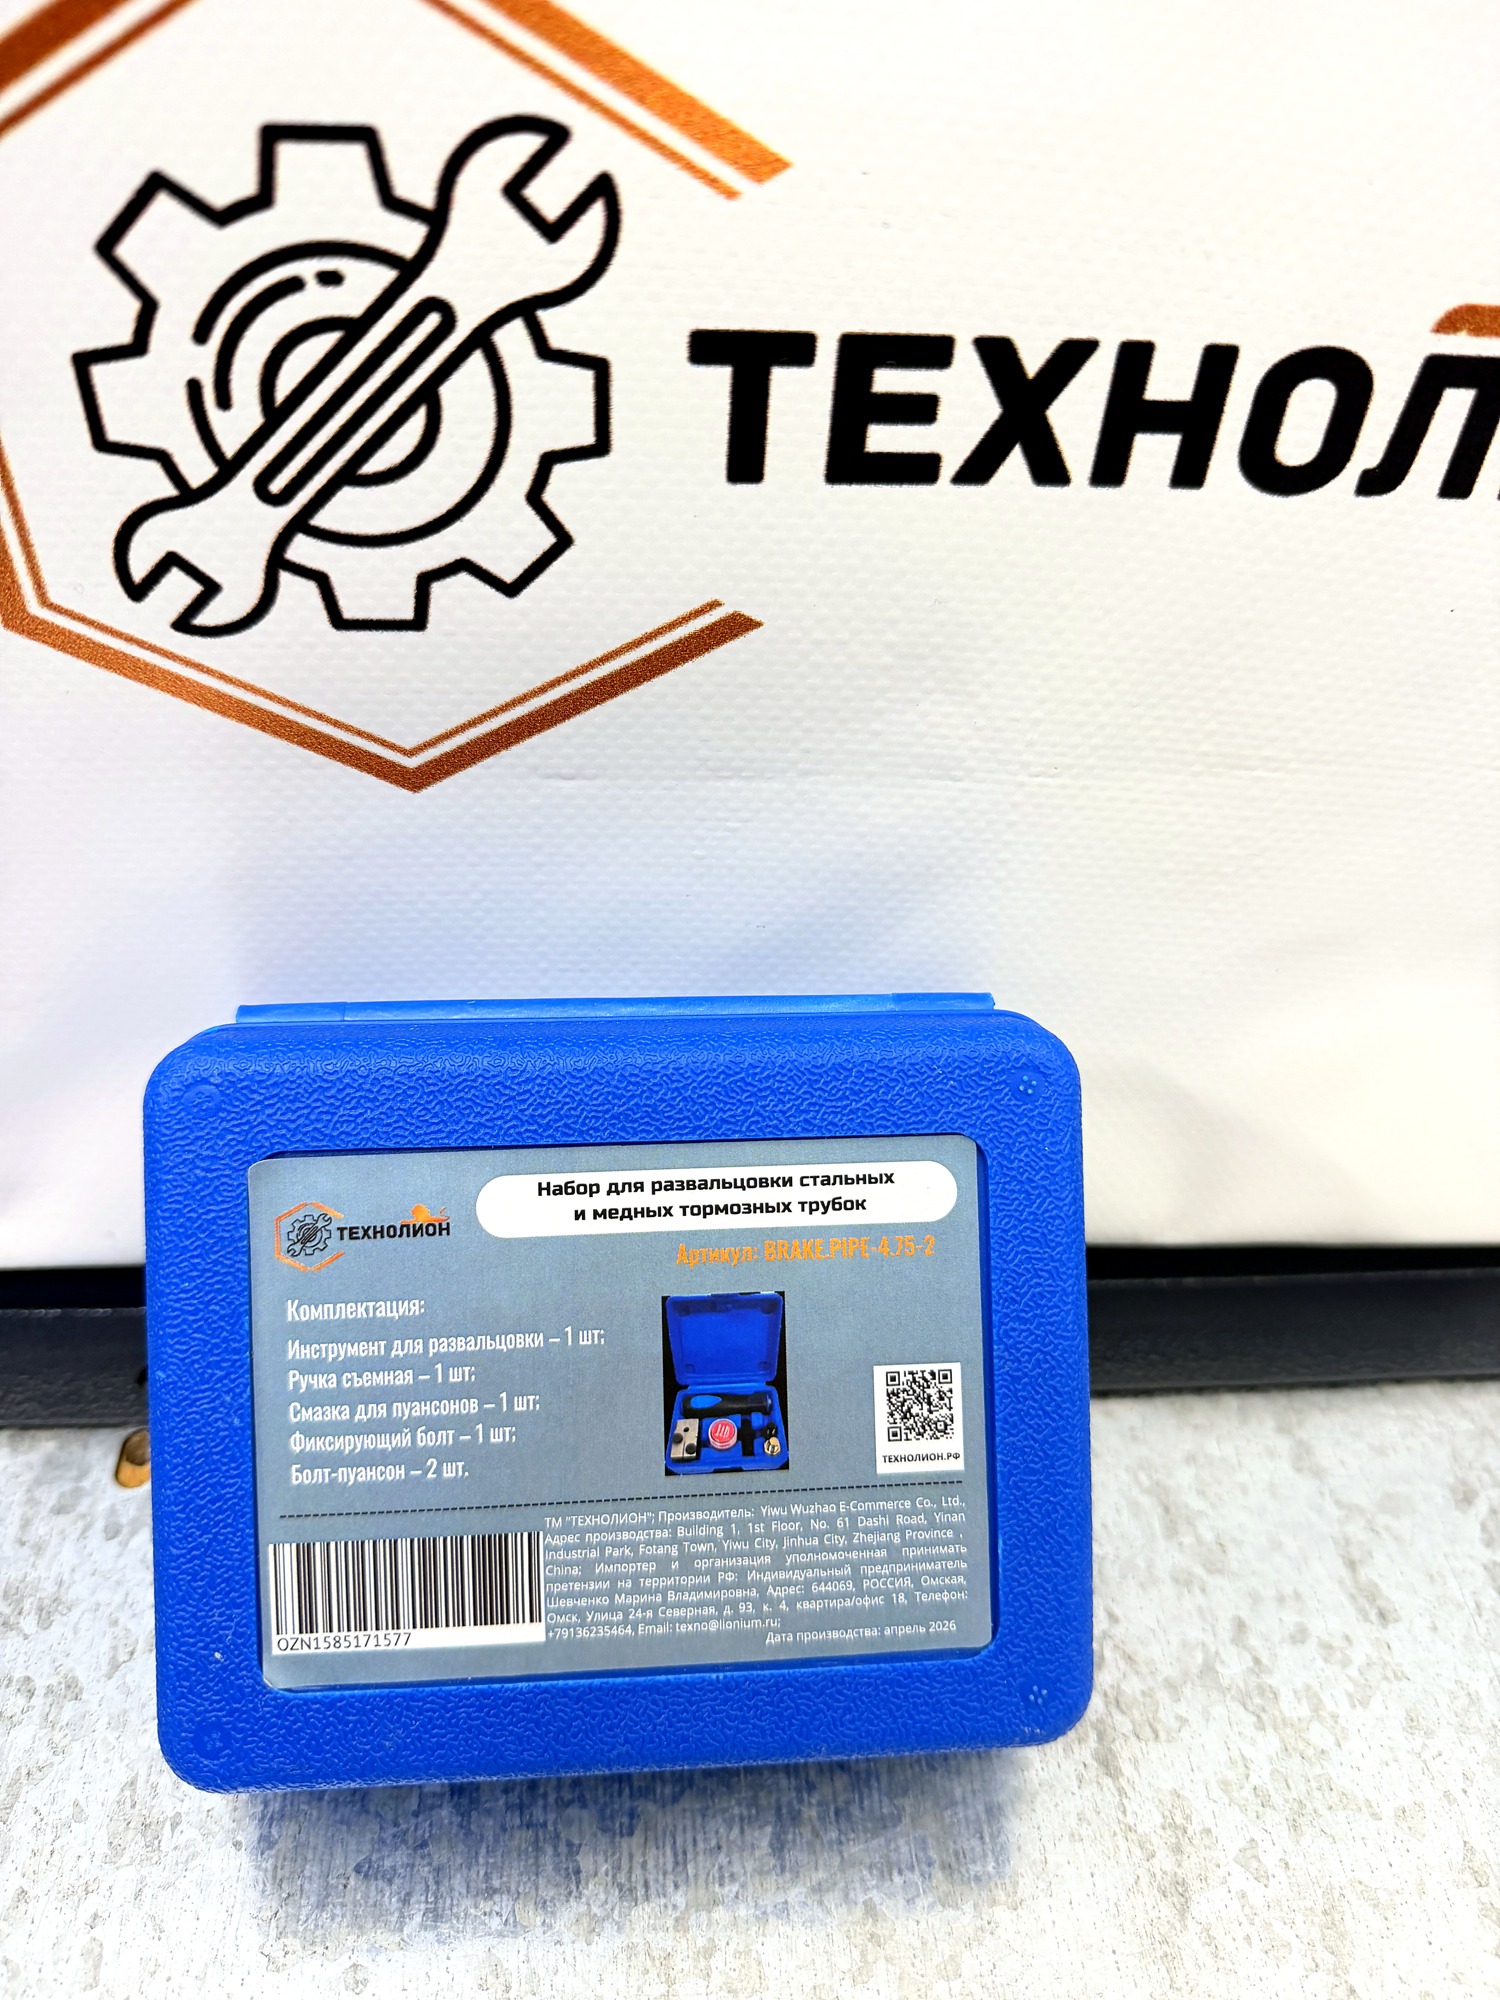 ТЕХНОЛ
Набор для развальцовки стальных
и медных тормозных трубок
ТЕХНОЛИОН
Артикул: BRAKE.PIPE-4.75-2
Комплектация:
Инструмент для развальцовки – 1 шт;
Ручка съемная – 1 шт;
Смазка для пуансонов – 1 шт;
Фиксирующий болт – 1 шт;
Болт-пуансон – 2 шт.
ТЕХНОЛИОН.РФ
ТМ "ТЕХНОЛИОН"; Производитель: Yiwu Wuzhao E-Commerce Co., Ltd.,
Адрес производства: Building 1, 1st Floor, No. 61 Dashi Road, Yinan
Industrial Park, Fotang Town, Yiwu City, Jinhua City, Zhejiang Province ,
China; Импортер и организация уполномоченная принимать
претензии на территории РФ: Индивидуальный предприниматель
Шевченко Марина Владимировна, Адрес: 644069, РОССИЯ, Омская,
Омск, Улица 24-я Северная, д. 93, к. 4, квартира/офис 18, Телефон:
+79136235464, Email: texno@lionium.ru;
Дата производства: апрель 2026
OZN1585171577